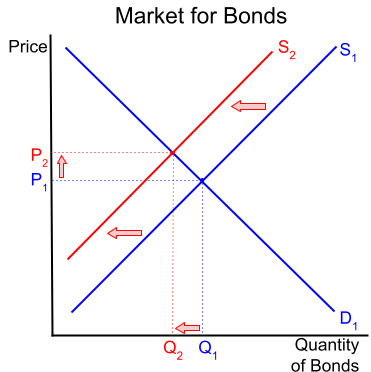 Market for Bonds
Price
S2
S1
P2
P1
D1
Q2 Q1
Quantity
of Bonds